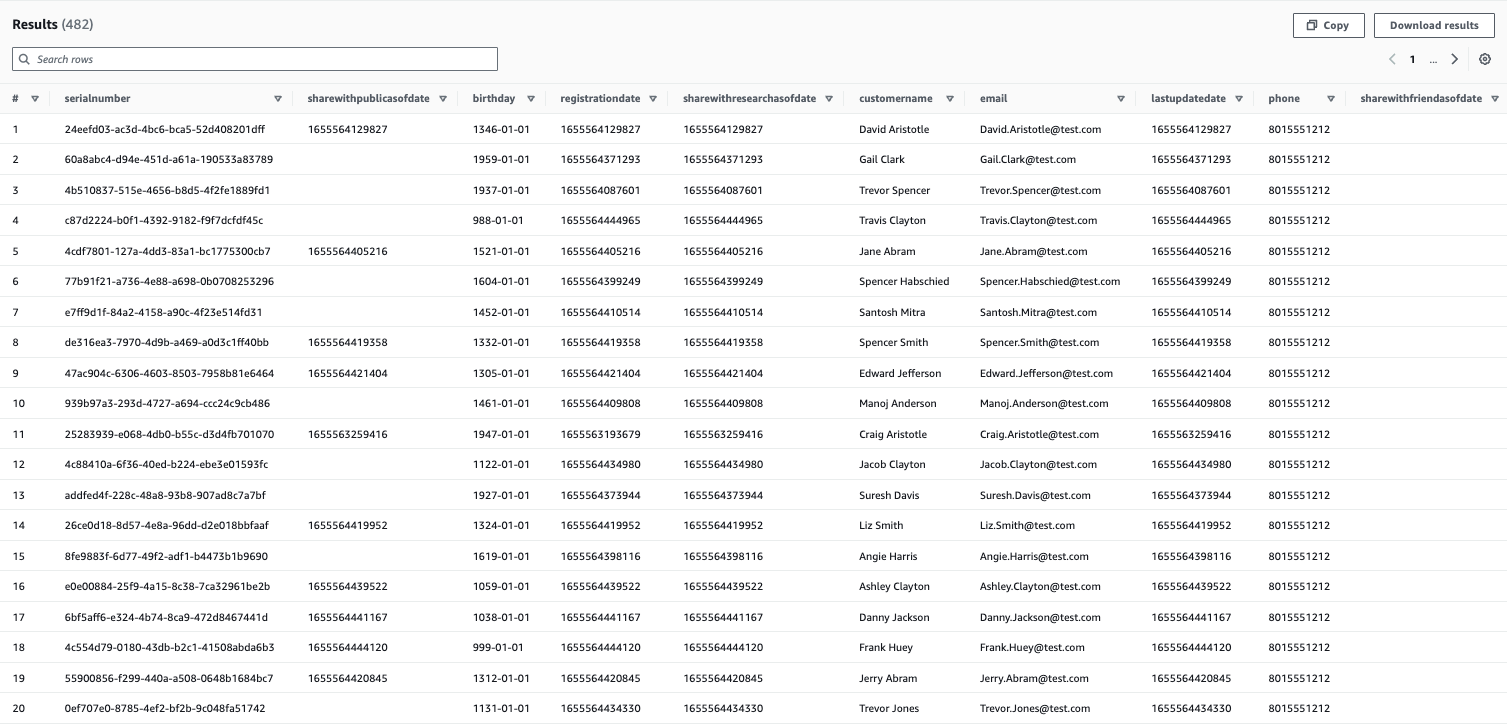 Results (482)
Copy
Download results
Search rows
1 ...
# serialnumber sharewithpublicasofdate birthday registrationdate sharewithresearchasofdate customername email lastupdatedate phone sharewithfriendasofdate
1 24eefd03-ac3d-4bc6-bca5-52d408201dff 1655564129827 1346-01-01 1655564129827 1655564129827 David Aristotle David.Aristotle@test.com 1655564129827 8015551212
2 60a8abc4-d94e-451d-a61a-190533a83789 1959-01-01 1655564371293 1655564371293 Gail Clark Gail.Clark@test.com 1655564371293 8015551212
3 4b510837-515e-4656-b8d5-4f2fe1889fd1 1937-01-01 1655564087601 1655564087601 Trevor Spencer Trevor.Spencer@test.com 1655564087601 8015551212
4 c87d2224-b0f1-4392-9182-f9f7dcfdf45c 988-01-01 1655564444965 1655564444965 Travis Clayton Travis.Clayton@test.com 1655564444965 8015551212
5 4cdf7801-127a-4dd3-83a1-bc1775300cb7 1655564405216 1521-01-01 1655564405216 1655564405216 Jane Abram Jane.Abram@test.com 1655564405216 8015551212
6 77b91f21-a736-4e88-a698-0b0708253296 1604-01-01 1655564399249 1655564399249 Spencer Habschied Spencer.Habschied@test.com 1655564399249 8015551212
7 e7ff9d1f-84a2-4158-a90c-4f23e514fd31 1452-01-01 1655564410514 1655564410514 Santosh Mitra Santosh.Mitra@test.com 1655564410514 8015551212
8 de316ea3-7970-4d9b-a469-a0d3c1ff40bb 1655564419358 1332-01-01 1655564419358 1655564419358 Spencer Smith Spencer.Smith@test.com 1655564419358 8015551212
9 47ac904c-6306-4603-8503-7958b81e6464 1655564421404 1305-01-01 1655564421404 1655564421404 Edward Jefferson Edward.Jefferson@test.com 1655564421404 8015551212
10 939b97a3-293d-4727-a694-ccc24c9cb486 1461-01-01 1655564409808 1655564409808 Manoj Anderson Manoj.Anderson@test.com 1655564409808 8015551212
11 25283939-e068-4db0-b55c-d3d4fb701070 1655563259416 1947-01-01 1655563193679 1655563259416 Craig Aristotle Craig.Aristotle@test.com 1655563259416 8015551212
12 4c88410a-6f36-40ed-b224-ebe3e01593fc 1122-01-01 1655564434980 1655564434980 Jacob Clayton Jacob.Clayton@test.com 1655564434980 8015551212
13 addfed4f-228c-48a8-93b8-907ad8c7a7bf 1927-01-01 1655564373944 1655564373944 Suresh Davis Suresh.Davis@test.com 1655564373944 8015551212
14 26ce0d18-8d57-4e8a-96dd-d2e018bbfaaf 1655564419952 1324-01-01 1655564419952 1655564419952 Liz Smith Liz.Smith@test.com 1655564419952 8015551212
15 8fe9883f-6d77-49f2-adf1-b4473b1b9690 1619-01-01 1655564398116 1655564398116 Angie Harris Angie.Harris@test.com 1655564398116 8015551212
16 e0e00884-25f9-4a15-8c38-7ca32961be2b 1655564439522 1059-01-01 1655564439522 1655564439522 Ashley Clayton Ashley.Clayton@test.com 1655564439522 8015551212
17 6bf5aff6-e324-4b74-8ca9-472d8467441d 1655564441167 1038-01-01 1655564441167 1655564441167 Danny Jackson Danny.Jackson@test.com 1655564441167 8015551212
18 4c554d79-0180-43db-b2c1-41508abda6b3 1655564444120 999-01-01 1655564444120 1655564444120 Frank Huey Frank.Huey@test.com 1655564444120 8015551212
19 55900856-f299-440a-a508-0648b1684bc7 1655564420845 1312-01-01 1655564420845 1655564420845 Jerry Abram Jerry.Abram@test.com 1655564420845 8015551212
20 0ef707e0-8785-4ef2-bf2b-9c048fa51742 1131-01-01 1655564434330 1655564434330 Trevor Jones Trevor.Jones@test.com 1655564434330 8015551212